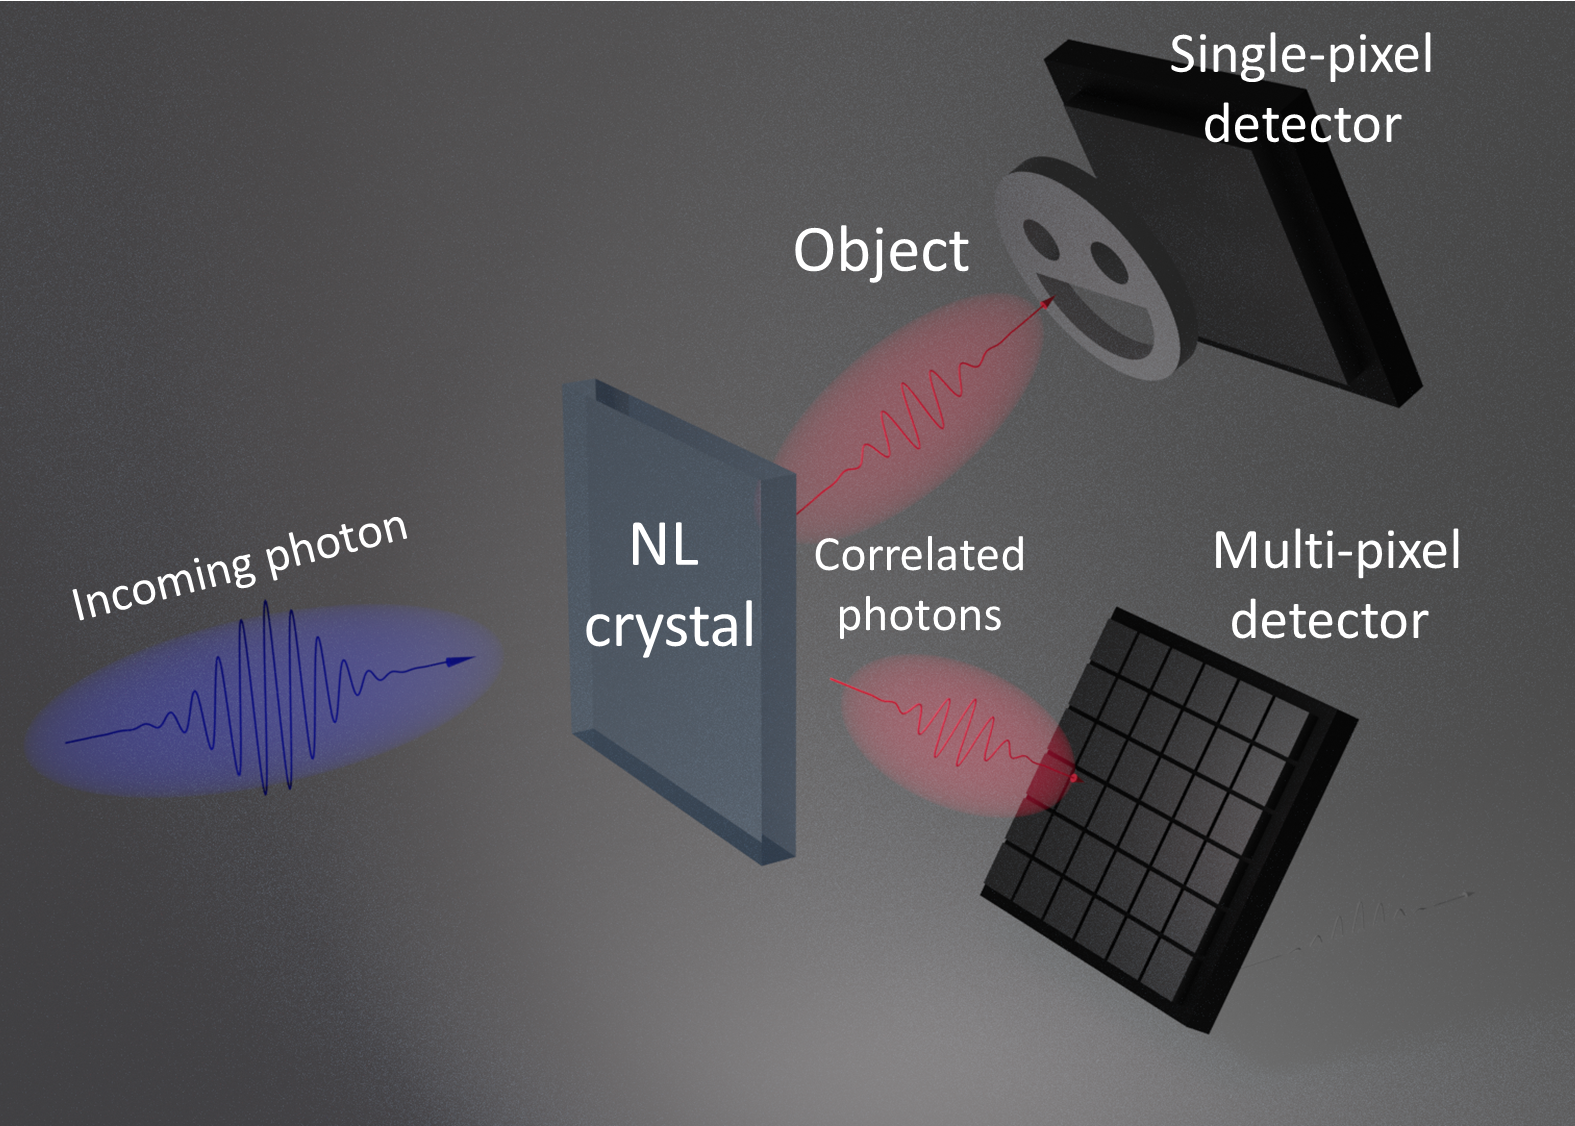 Single-pixel
detector
Object
Incoming photon
NL
crystal
Correlated
photons
Multi-pixel
detector